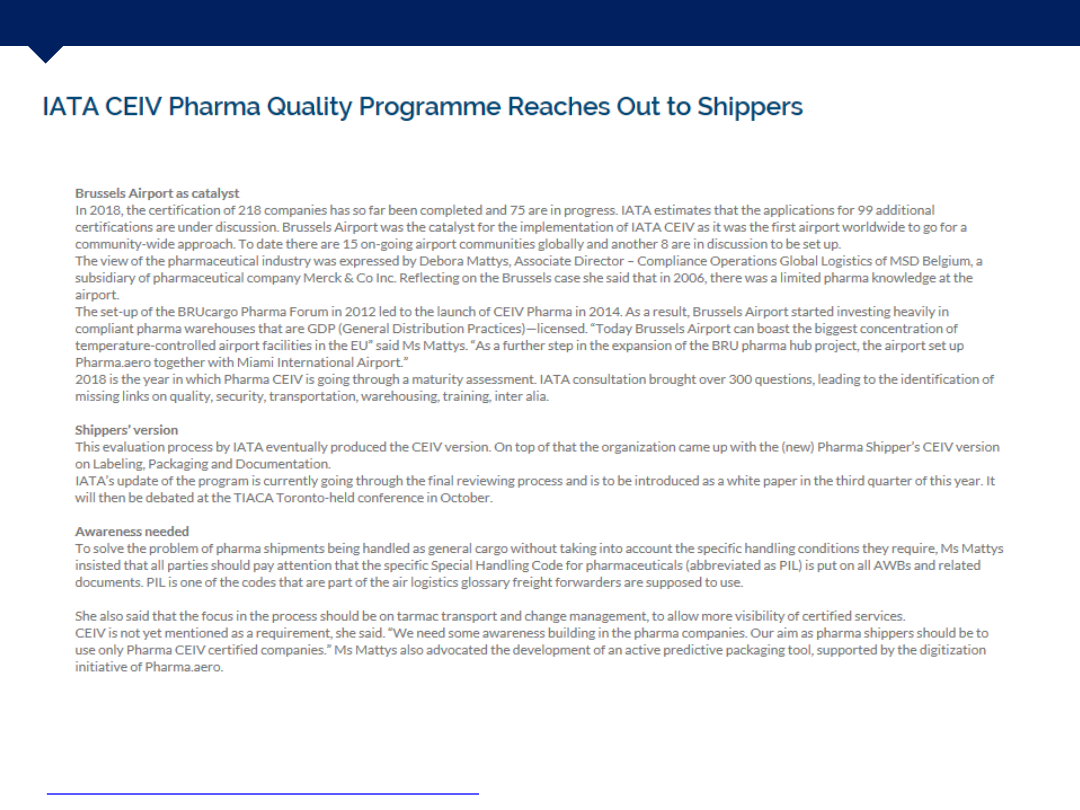 IATA CEIV Pharma Quality Programme Reaches Out to Shippers
Brussels Airport as catalyst
In 2018, the certification of 218 companies has so far been completed and 75 are in progress. IATA estimates that the applications for 99 additional
certifications are under discussion. Brussels Airport was the catalyst for the implementation of IATA CEIV as it was the first airport worldwide to go for a
community-wide approach. To date there are 15 on-going airport communities globally and another 8 are in discussion to be set up.
The view of the pharmaceutical industry was expressed by Debora Mattys, Associate Director – Compliance Operations Global Logistics of MSD Belgium, a
subsidiary of pharmaceutical company Merck & Co Inc. Reflecting on the Brussels case she said that in 2006, there was a limited pharma knowledge at the
airport.
The set-up of the BRUcargo Pharma Forum in 2012 led to the launch of CEIV Pharma in 2014. As a result, Brussels Airport started investing heavily in
compliant pharma warehouses that are GDP (General Distribution Practices)—licensed. “Today Brussels Airport can boast the biggest concentration of
temperature-controlled airport facilities in the EU” said Ms Mattys. “As a further step in the expansion of the BRU pharma hub project, the airport set up
Pharma.aero together with Miami International Airport.”
2018 is the year in which Pharma CEIV is going through a maturity assessment. IATA consultation brought over 300 questions, leading to the identification of
missing links on quality, security, transportation, warehousing, training, inter alia.
Shippers’ version
This evaluation process by IATA eventually produced the CEIV version. On top of that the organization came up with the (new) Pharma Shipper’s CEIV version
on Labeling, Packaging and Documentation.
IATA’s update of the program is currently going through the final reviewing process and is to be introduced as a white paper in the third quarter of this year. It
will then be debated at the TIACA Toronto-held conference in October.
Awareness needed
To solve the problem of pharma shipments being handled as general cargo without taking into account the specific handling conditions they require, Ms Mattys
insisted that all parties should pay attention that the specific Special Handling Code for pharmaceuticals (abbreviated as PIL) is put on all AWBs and related
documents. PIL is one of the codes that are part of the air logistics glossary freight forwarders are supposed to use.
She also said that the focus in the process should be on tarmac transport and change management, to allow more visibility of certified services.
CEIV is not yet mentioned as a requirement, she said. “We need some awareness building in the pharma companies. Our aim as pharma shippers should be to
use only Pharma CEIV certified companies.” Ms Mattys also advocated the development of an active predictive packaging tool, supported by the digitization
initiative of Pharma.aero.